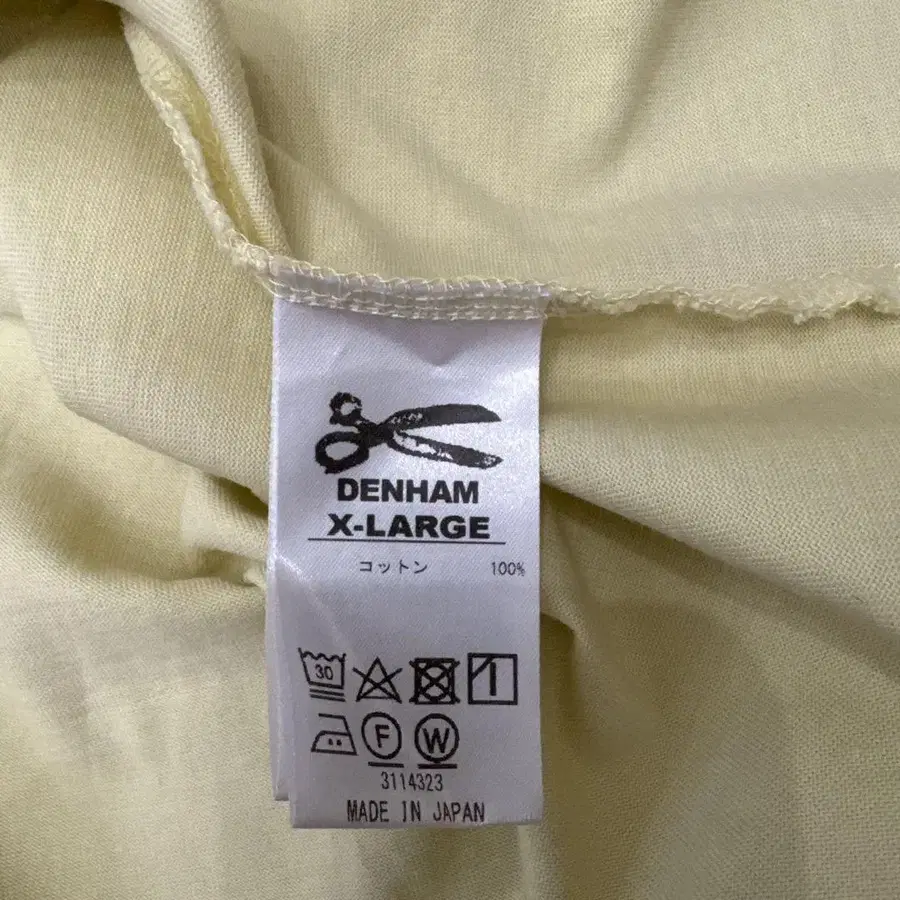 DENHAM
X-LARGE
コットン 100%
30
F W
3114323
MADE IN JAPAN